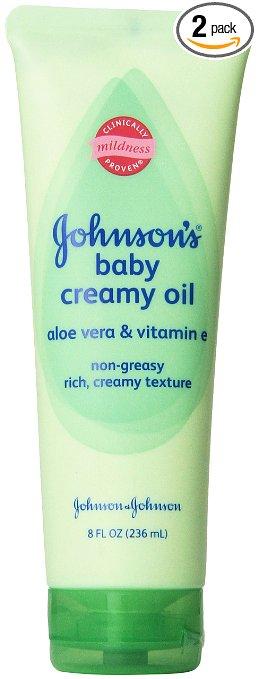 2 pack
CLINICALLY
mildness
PROVEN®
Johnson's®
baby
creamy oil
aloe vera & vitamin e
non-greasy
rich, creamy texture
Johnson & Johnson
8 FL OZ (236 mL)